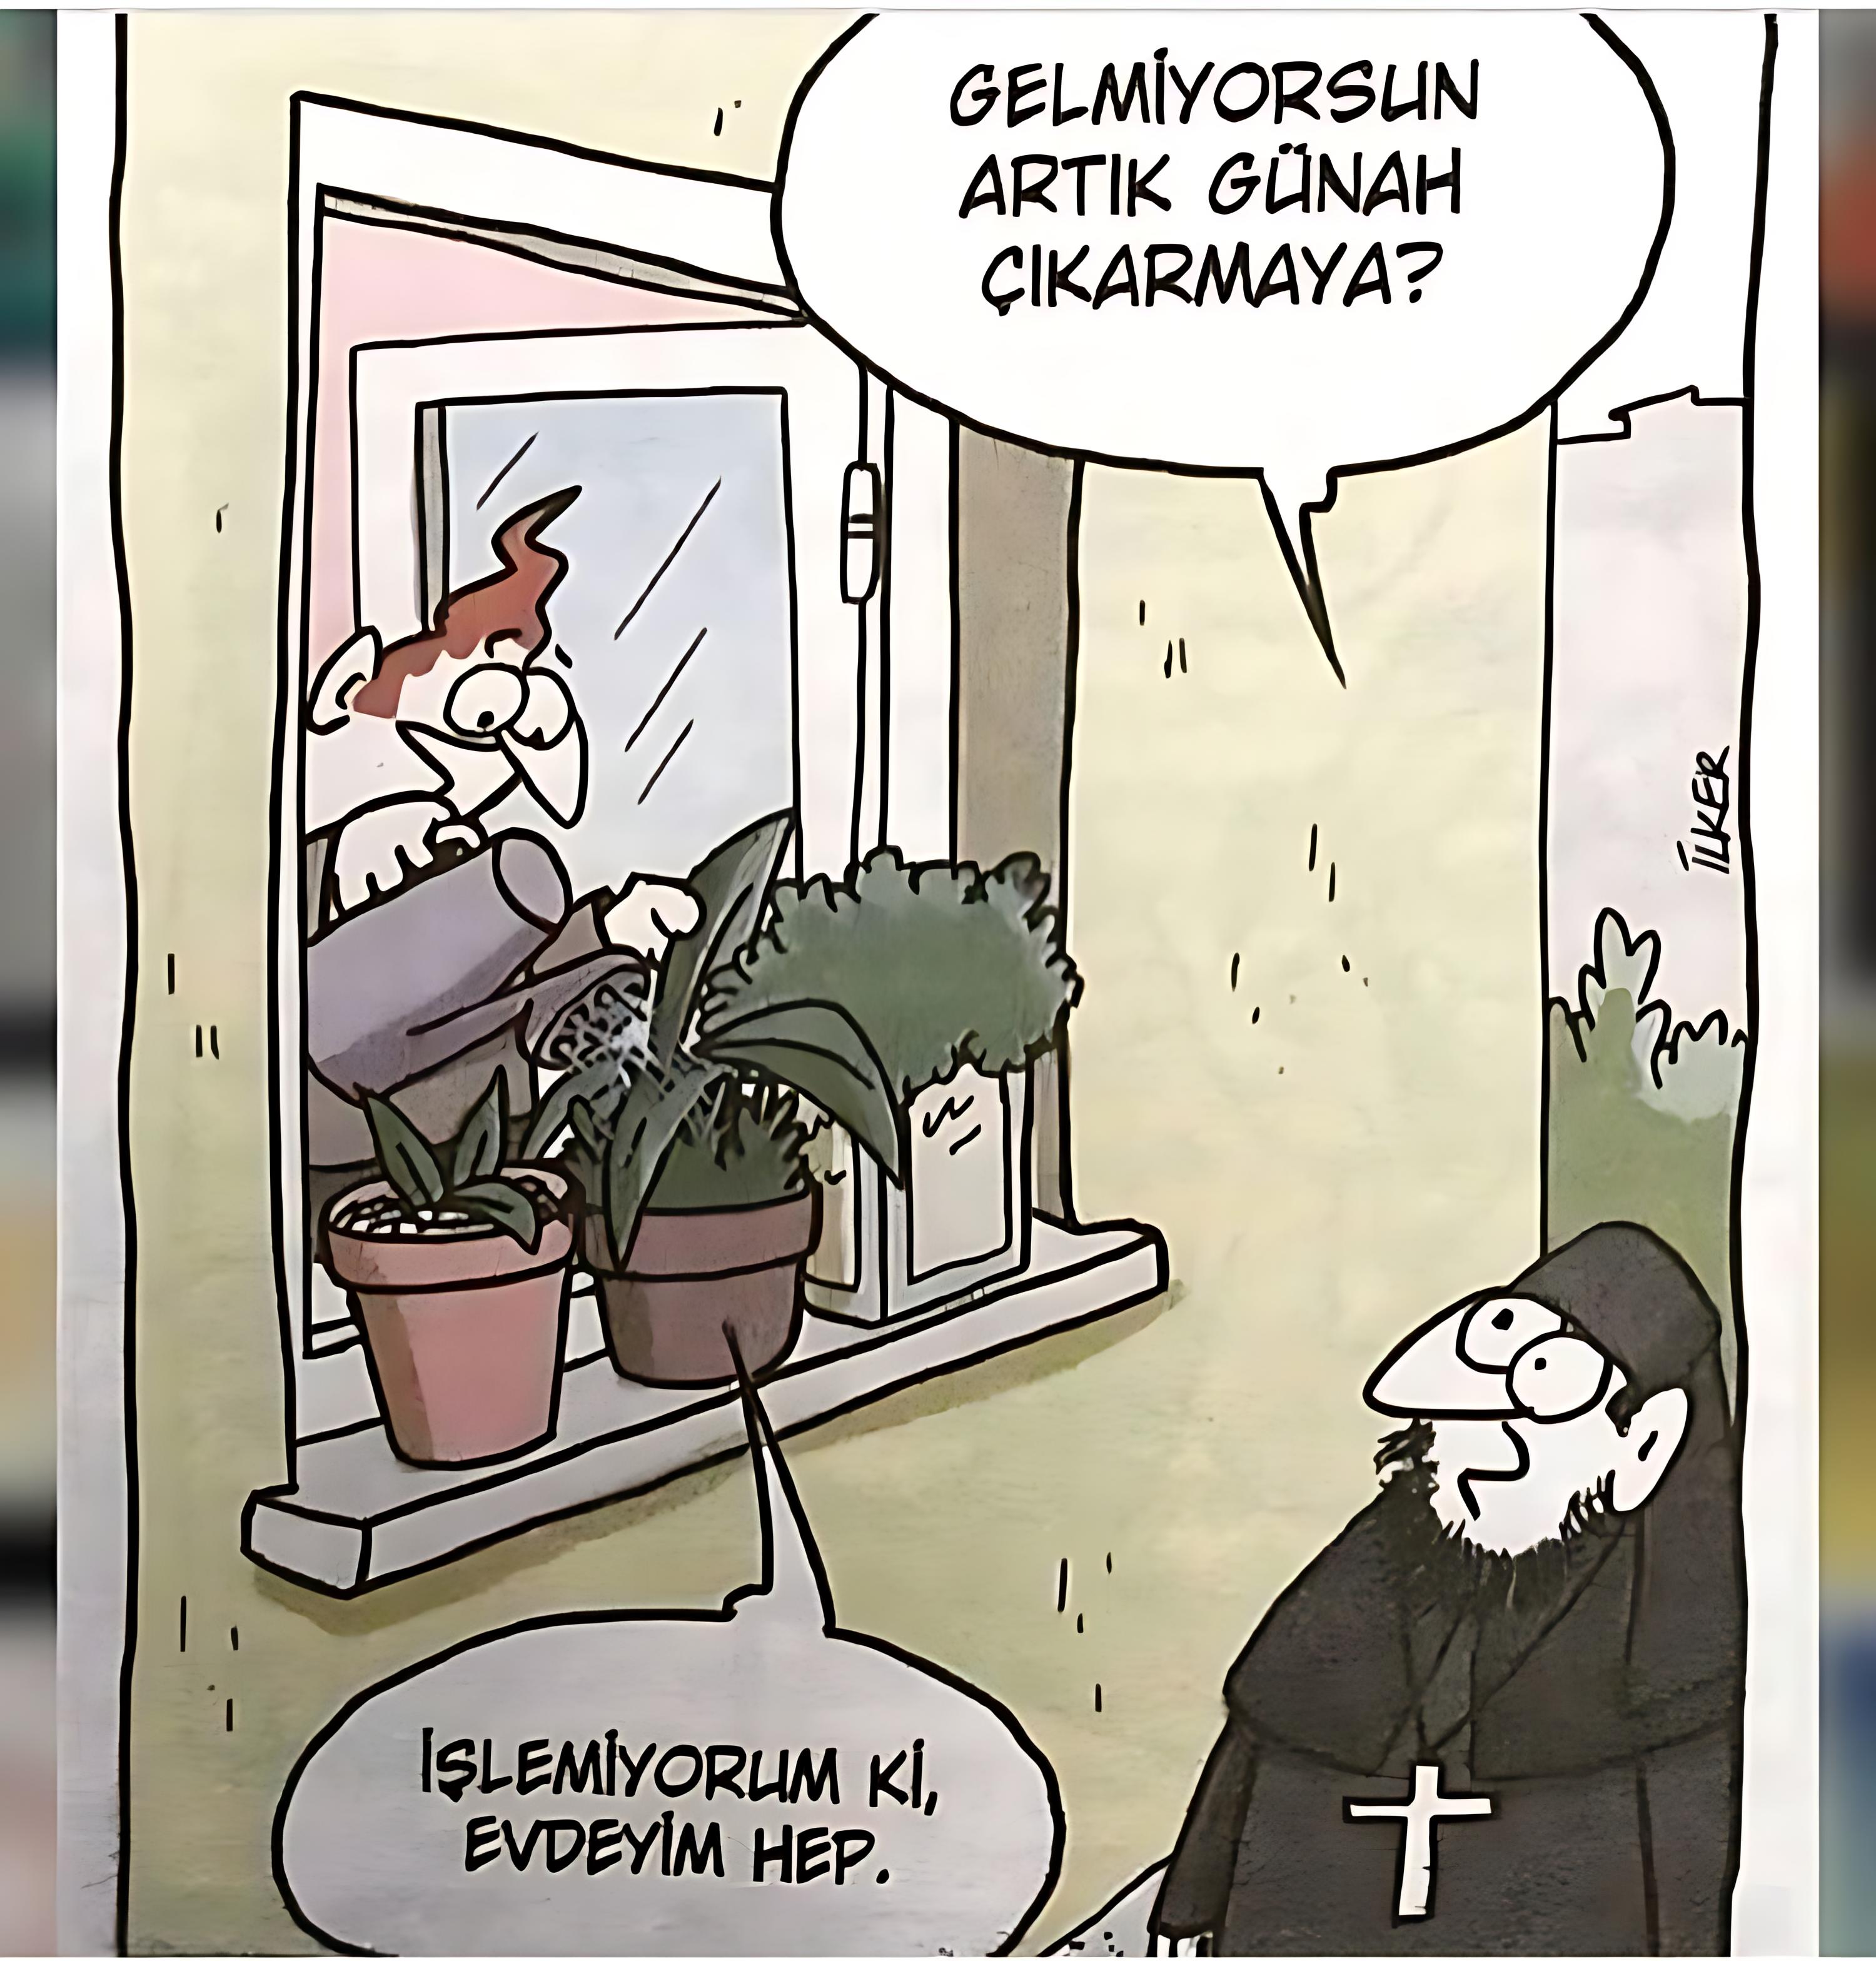 GELMİYORSUN
ARTIK GÜNAH
ÇIKARMAYA?
İLKER
İŞLEMİYORUM Kİ,
EVDEYİM HEP.